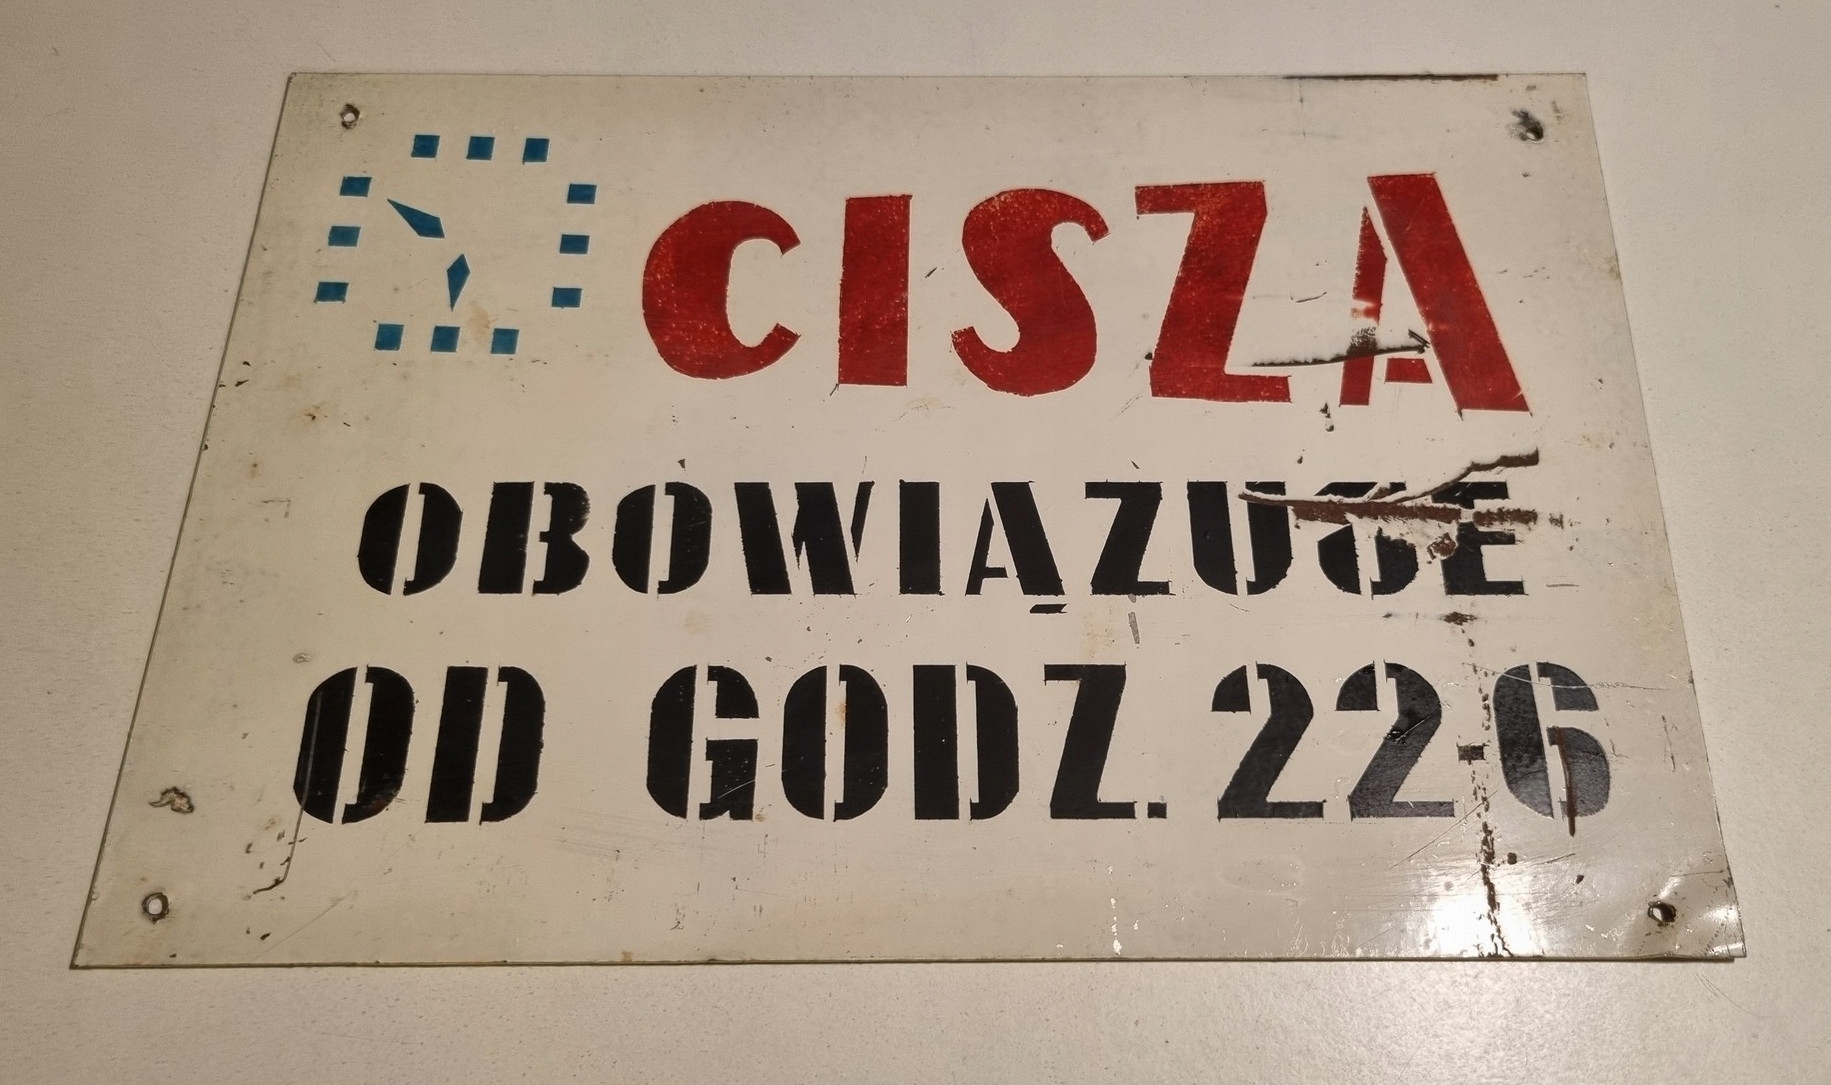 CISZA
OBOWIĄZUJE
OD GODZ. 22-6